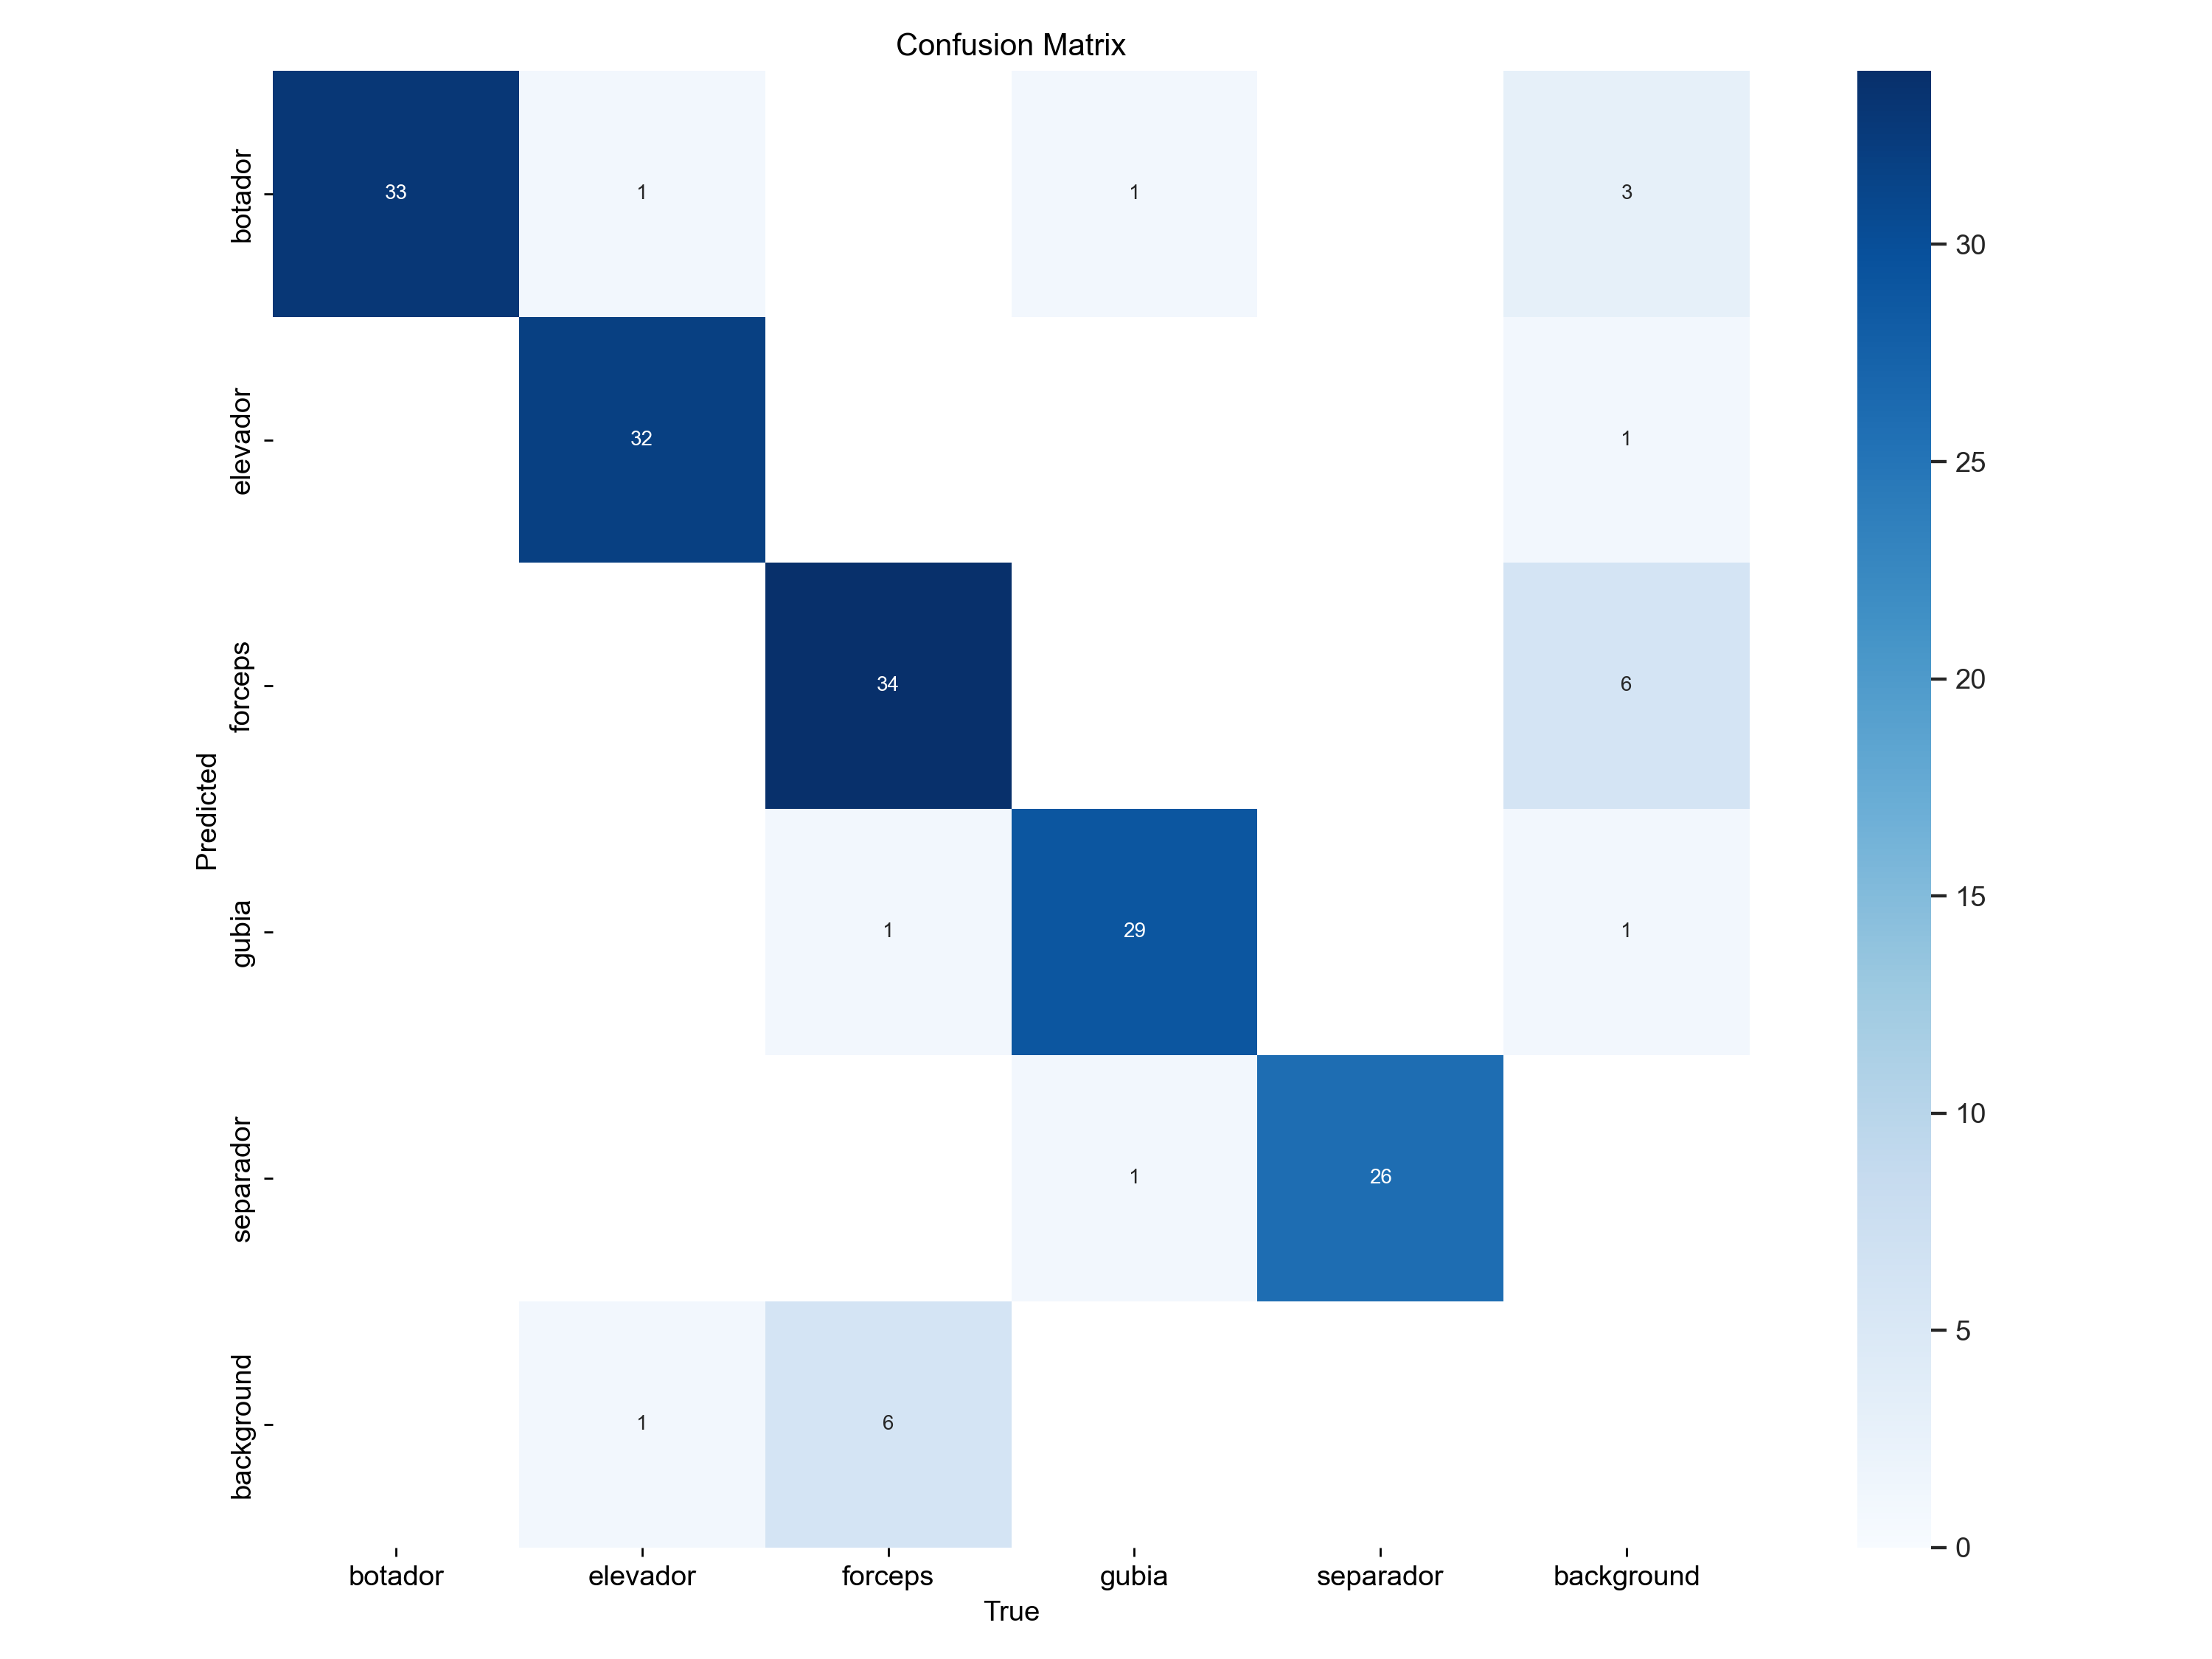 Confusion Matrix
botador 33 1 1 3
elevador 32 1
forceps 34 6
gubia 1 29 1
separador 1 26
background 1 6
Predicted
botador elevador forceps gubia separador background
True
30
25
20
15
10
5
0